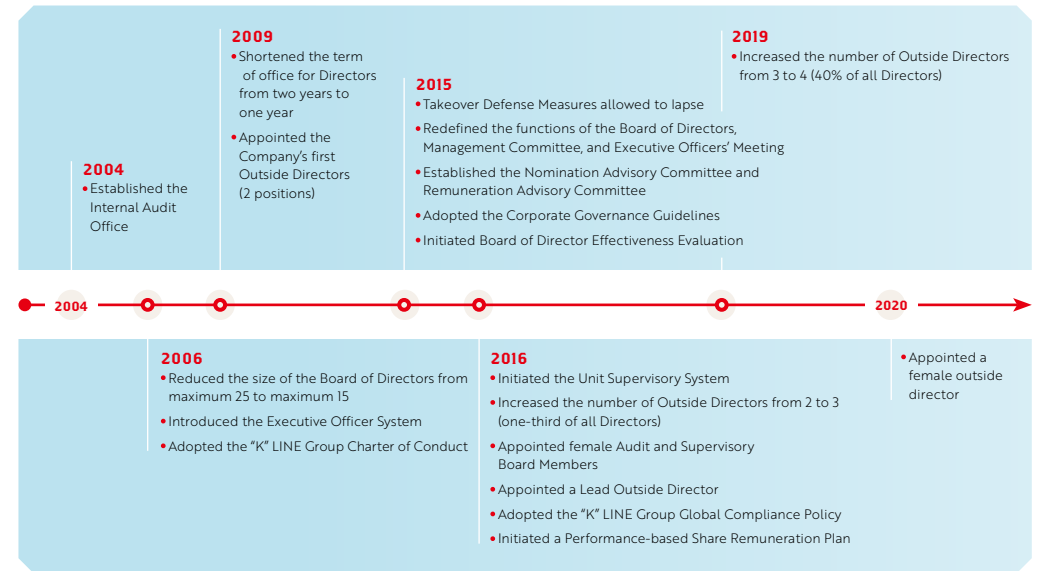 2004
•Established the
Internal Audit
Office
2009
•Shortened the term
of office for Directors
from two years to
one year
•Appointed the
Company’s first
Outside Directors
(2 positions)
2015
•Takeover Defense Measures allowed to lapse
•Redefined the functions of the Board of Directors,
Management Committee, and Executive Officers’ Meeting
•Established the Nomination Advisory Committee and
Remuneration Advisory Committee
•Adopted the Corporate Governance Guidelines
•Initiated Board of Director Effectiveness Evaluation
2019
•Increased the number of Outside Directors
from 3 to 4 (40% of all Directors)
2004
2020
2006
•Reduced the size of the Board of Directors from
maximum 25 to maximum 15
•Introduced the Executive Officer System
•Adopted the “K” LINE Group Charter of Conduct
2016
•Initiated the Unit Supervisory System
•Increased the number of Outside Directors from 2 to 3
(one-third of all Directors)
•Appointed female Audit and Supervisory
Board Members
•Appointed a Lead Outside Director
•Adopted the “K” LINE Group Global Compliance Policy
•Initiated a Performance-based Share Remuneration Plan
•Appointed a
female outside
director